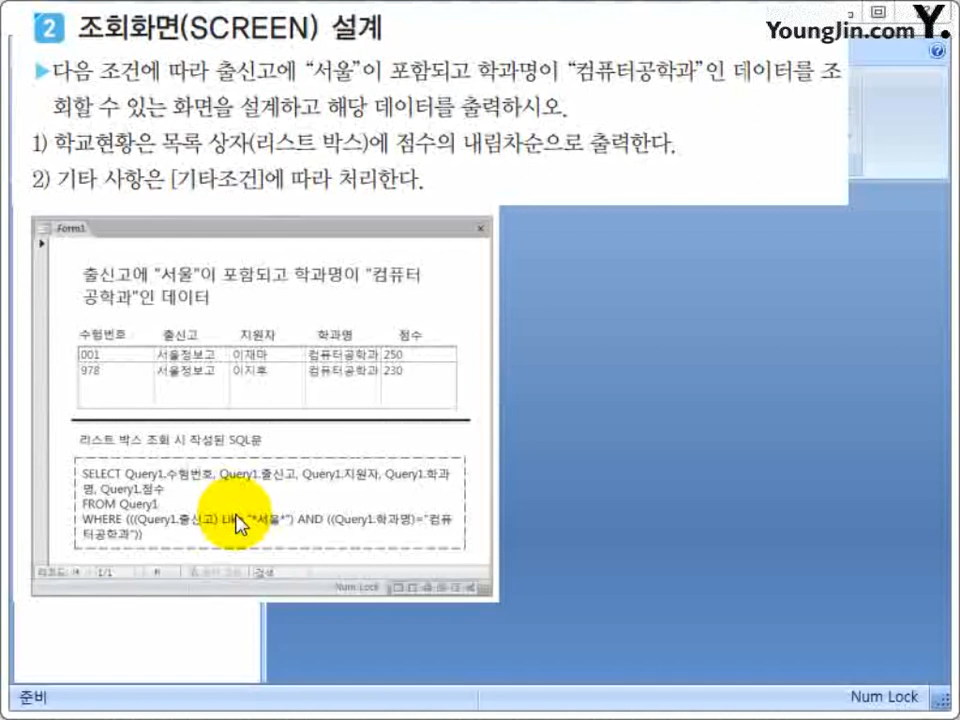 2 조회화면(SCREEN) 설계
YoungJin.com Y.
▶다음 조건에 따라 출신고에 “서울”이 포함되고 학과명이 “컴퓨터공학과”인 데이터를 조
회할 수 있는 화면을 설계하고 해당 데이터를 출력하시오.
1) 학교현황은 목록 상자(리스트 박스)에 점수의 내림차순으로 출력한다.
2) 기타 사항은 [기타조건]에 따라 처리한다.
Form1
출신고에 "서울"이 포함되고 학과명이 "컴퓨터
공학과"인 데이터
수험번호 출신고 지원자 학과명 점수
001 서울정보고 이재마 컴퓨터공학과 250
978 서울정보고 이지후 컴퓨터공학과 230
리스트 박스 조회 시 작성된 SQL문
SELECT Query1.수험번호, Query1.출신고, Query1.지원자, Query1.학과
명, Query1.점수
FROM Query1
WHERE (((Query1.출신고) Like "*서울*") AND ((Query1.학과명)="컴퓨
터공학과"))
레코드: 1/1 검색
Num Lock
준비 Num Lock